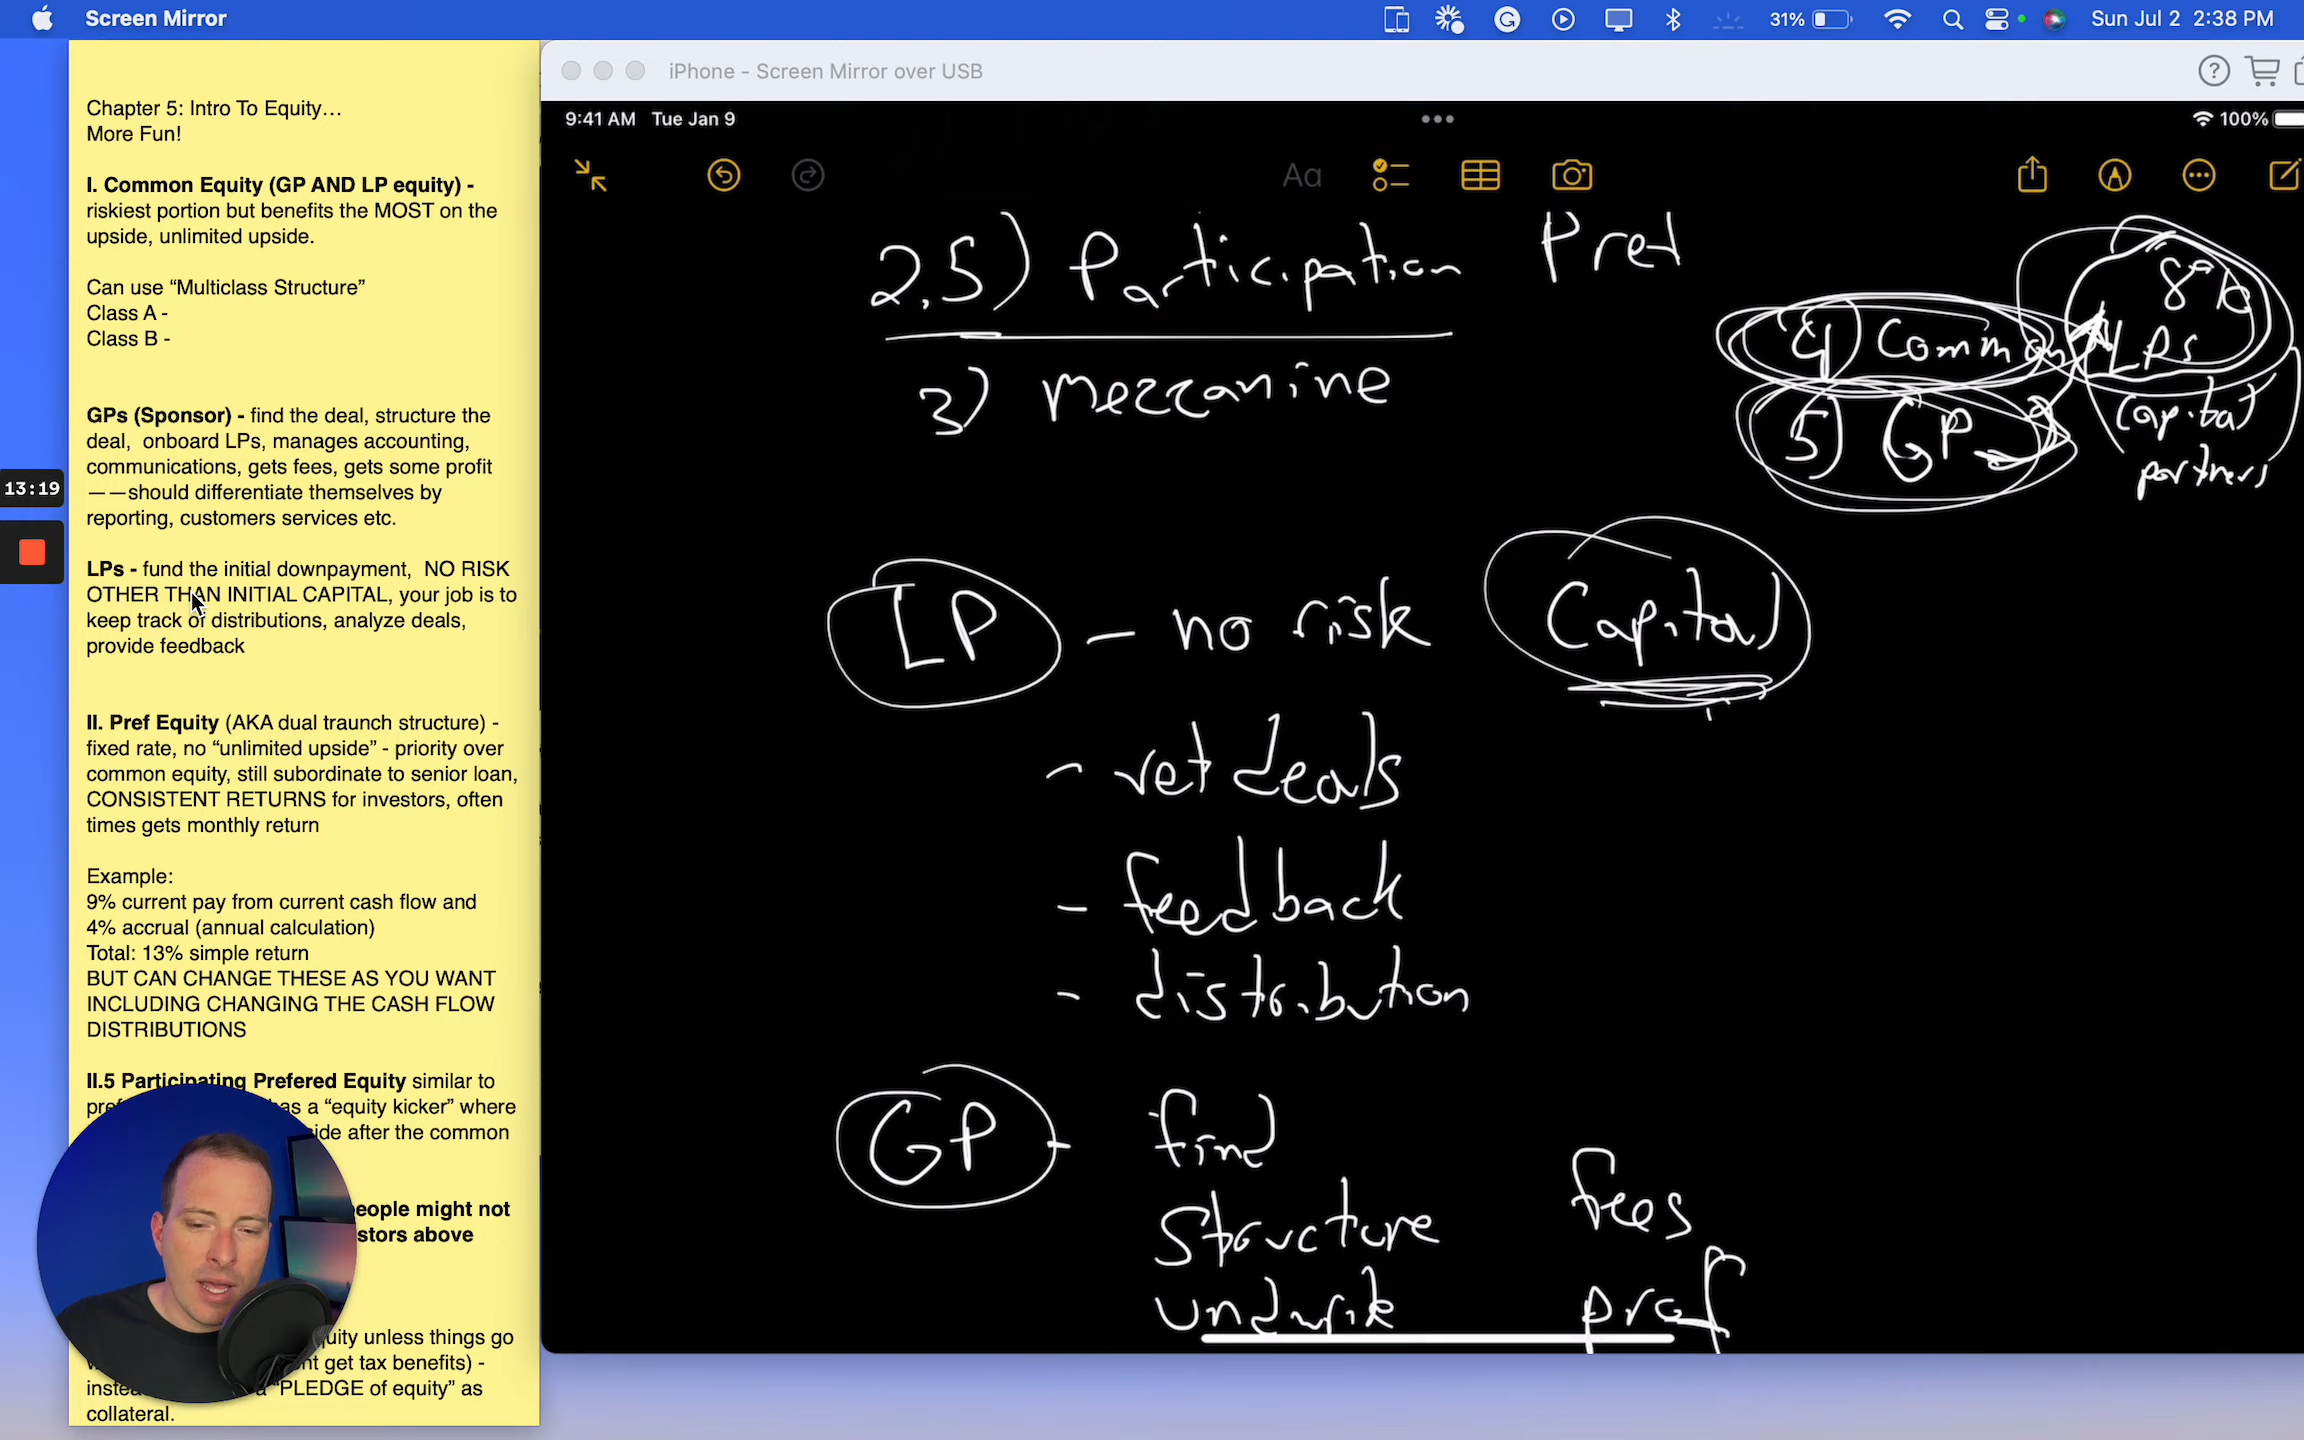 Screen Mirror
31%
Sun Jul 2 2:38 PM
iPhone - Screen Mirror over USB
Chapter 5: Intro To Equity…
More Fun!
I. Common Equity (GP AND LP equity) -
riskiest portion but benefits the MOST on the
upside, unlimited upside.
Can use “Multiclass Structure”
Class A -
Class B -
GPs (Sponsor) - find the deal, structure the
deal, onboard LPs, manages accounting,
communications, gets fees, gets some profit
——should differentiate themselves by
reporting, customers services etc.
LPs - fund the initial downpayment, NO RISK
OTHER THAN INITIAL CAPITAL, your job is to
keep track of distributions, analyze deals,
provide feedback
II. Pref Equity (AKA dual traunch structure) -
fixed rate, no “unlimited upside” - priority over
common equity, still subordinate to senior loan,
CONSISTENT RETURNS for investors, often
times gets monthly return
Example:
9% current pay from current cash flow and
4% accrual (annual calculation)
Total: 13% simple return
BUT CAN CHANGE THESE AS YOU WANT
INCLUDING CHANGING THE CASH FLOW
DISTRIBUTIONS
II.5 Participating Prefered Equity similar to
as a “equity kicker” where
after the common
people might not
above
unless things go
get tax benefits) -
a “PLEDGE of equity” as
collateral.
13:19
9:41 AM Tue Jan 9
100%
Aa
2.5) Participation Pref
3) Mezzanine
4) Common LPs
8%
5) GP
Capital
partners
LP - no risk Capital
- vet deals
- feedback
- distribution
GP - find
Structure fees
prof